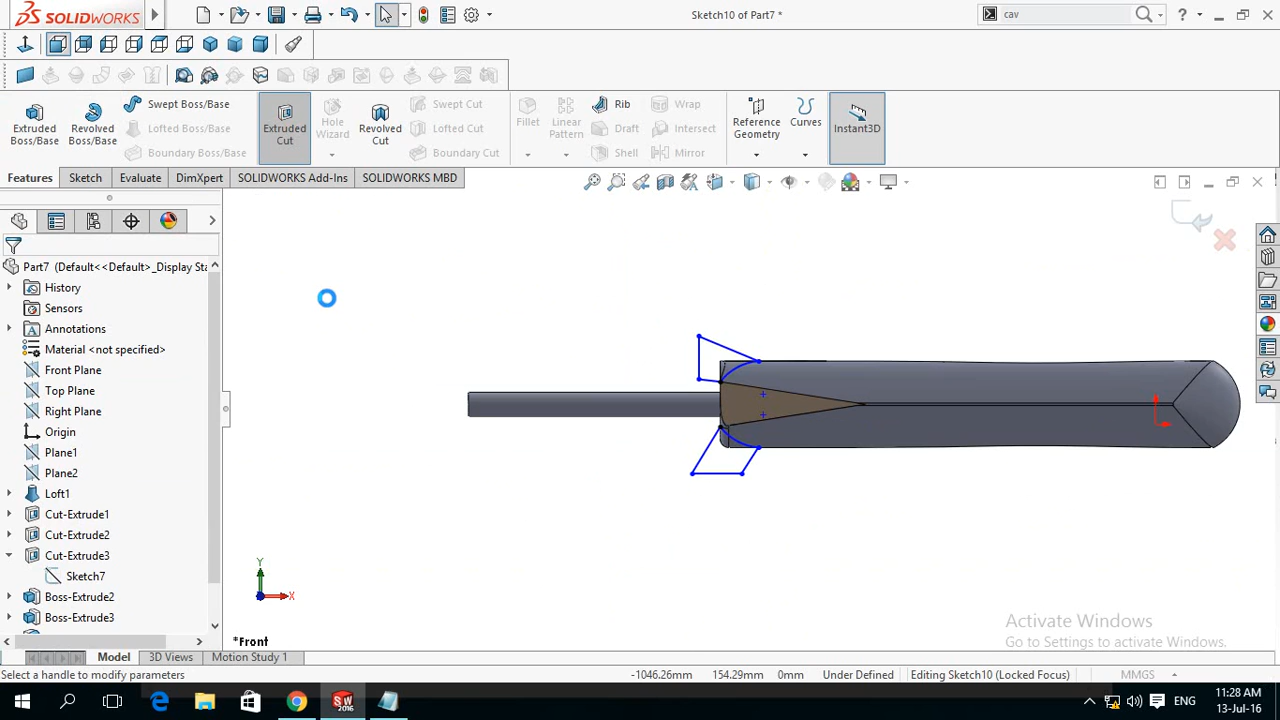 SOLIDWORKS
Sketch10 of Part7 *
cav
Extruded Boss/Base
Revolved Boss/Base
Swept Boss/Base
Lofted Boss/Base
Boundary Boss/Base
Extruded Cut
Hole Wizard
Revolved Cut
Swept Cut
Lofted Cut
Boundary Cut
Fillet
Linear Pattern
Rib
Draft
Shell
Wrap
Intersect
Mirror
Reference Geometry
Curves
Instant3D
Features
Sketch
Evaluate
DimXpert
SOLIDWORKS Add-Ins
SOLIDWORKS MBD
Part7 (Default<<Default>_Display Sta
History
Sensors
Annotations
Material <not specified>
Front Plane
Top Plane
Right Plane
Origin
Plane1
Plane2
Loft1
Cut-Extrude1
Cut-Extrude2
Cut-Extrude3
Sketch7
Boss-Extrude2
Boss-Extrude3
Y
X
*Front
Activate Windows
Go to Settings to activate Windows.
Model
3D Views
Motion Study 1
Select a handle to modify parameters
-1046.26mm
154.29mm
0mm
Under Defined
Editing Sketch10 (Locked Focus)
MMGS
SW
2016
ENG
11:28 AM
13-Jul-16